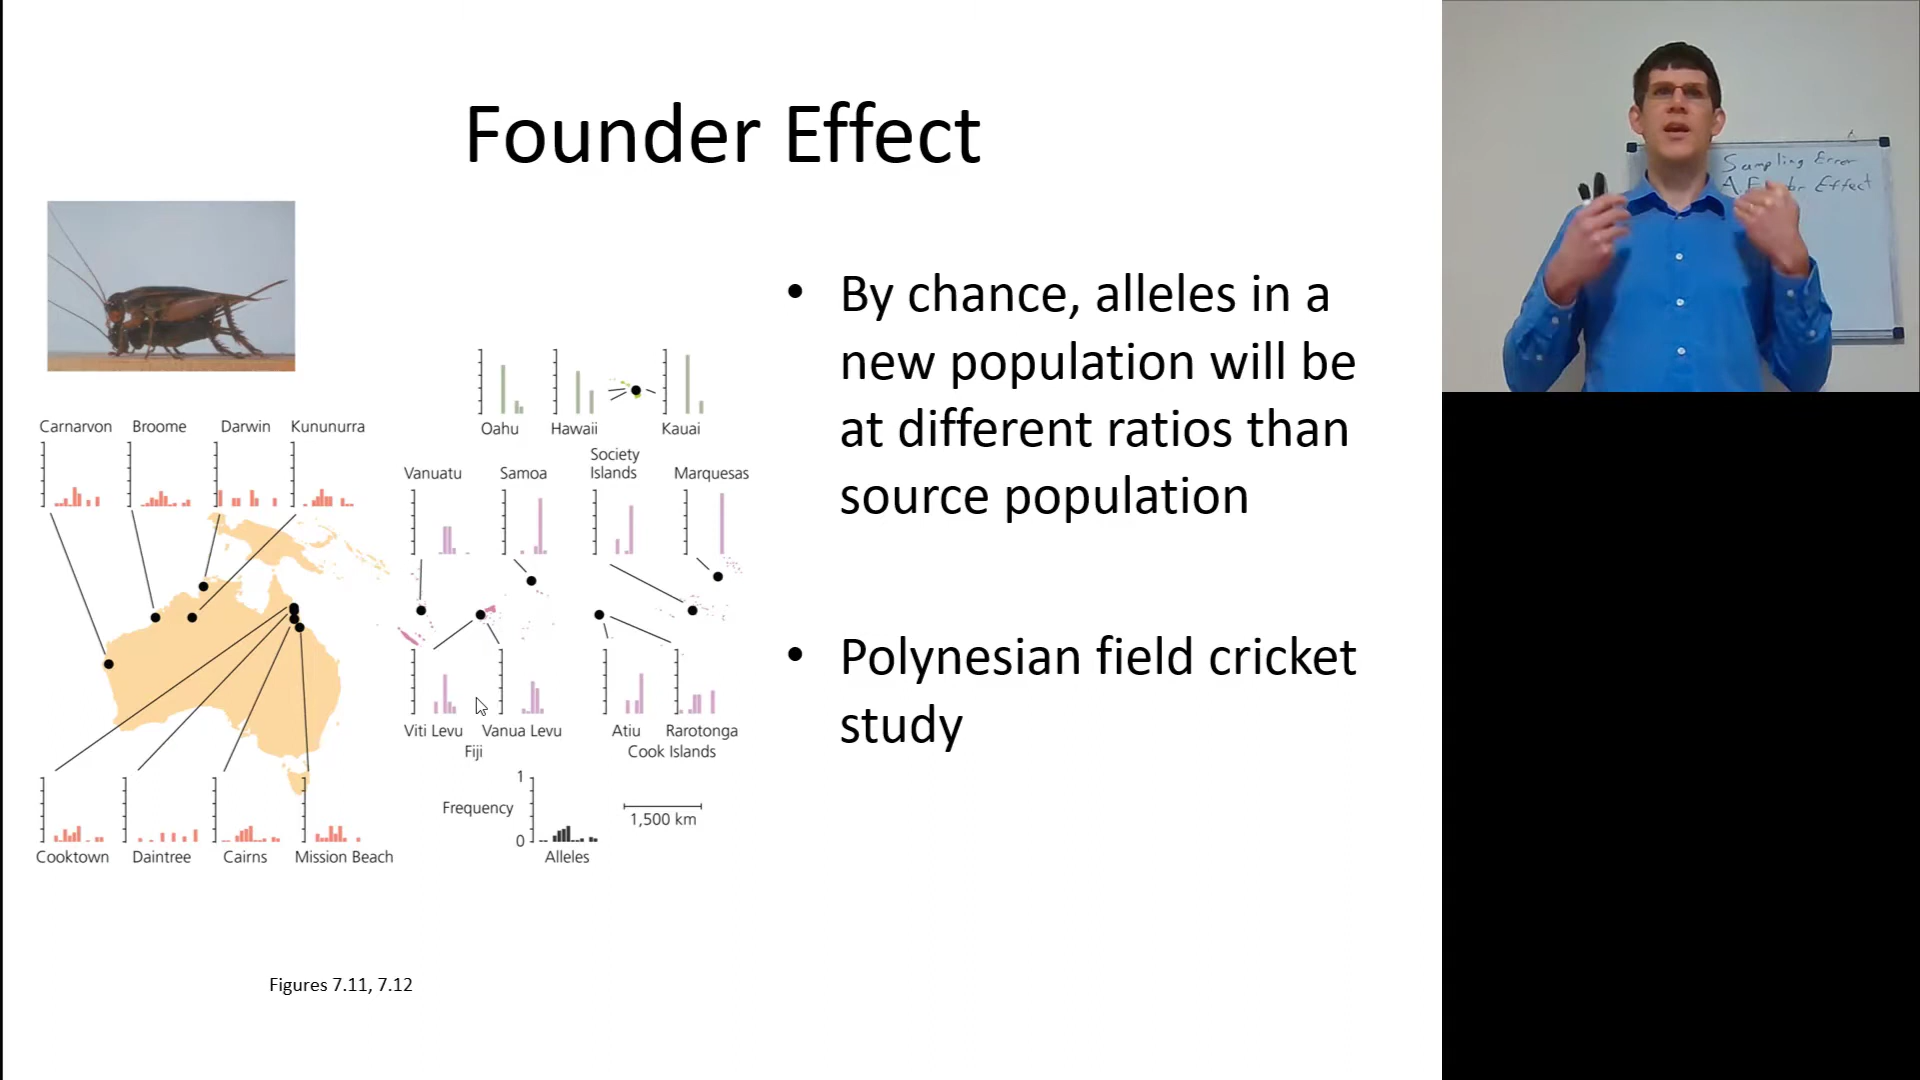 Founder Effect
• By chance, alleles in a
new population will be
at different ratios than
source population
• Polynesian field cricket
study
Oahu Hawaii Kauai
Carnarvon Broome Darwin Kununurra
Society
Islands
Vanuatu Samoa Marquesas
Viti Levu Vanua Levu Atiu Rarotonga
Fiji Cook Islands
1
Frequency
0
Alleles
1,500 km
Cooktown Daintree Cairns Mission Beach
Figures 7.11, 7.12
Sampling Error
A. Effect